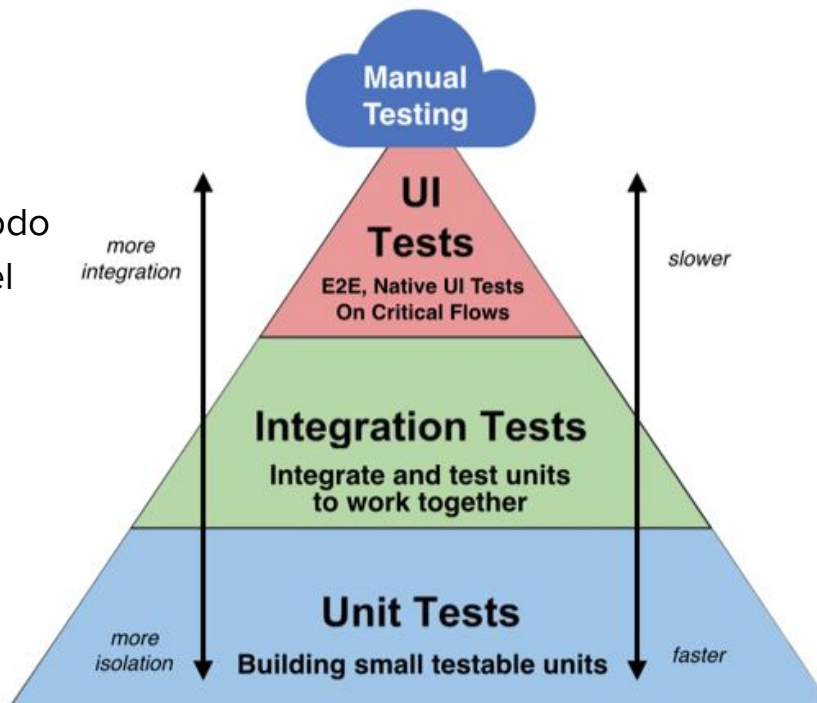 Manual
Testing
UI
Tests
E2E, Native UI Tests
On Critical Flows
more
integration
slower
Integration Tests
Integrate and test units
to work together
Unit Tests
Building small testable units
more
isolation
faster